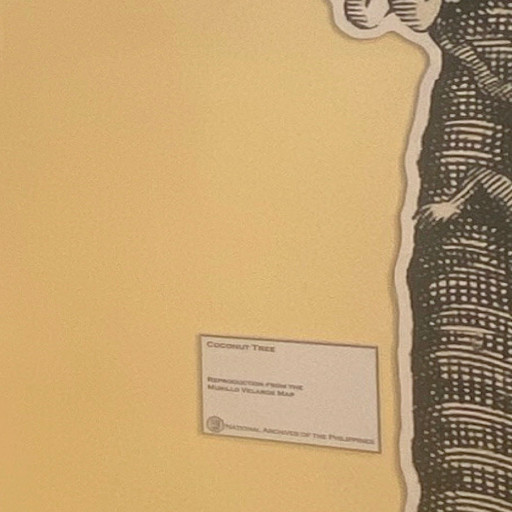 COCONUT TREE
REPRODUCTION FROM THE
MURILLO VELARDE MAP
NATIONAL ARCHIVES OF THE PHILIPPINES